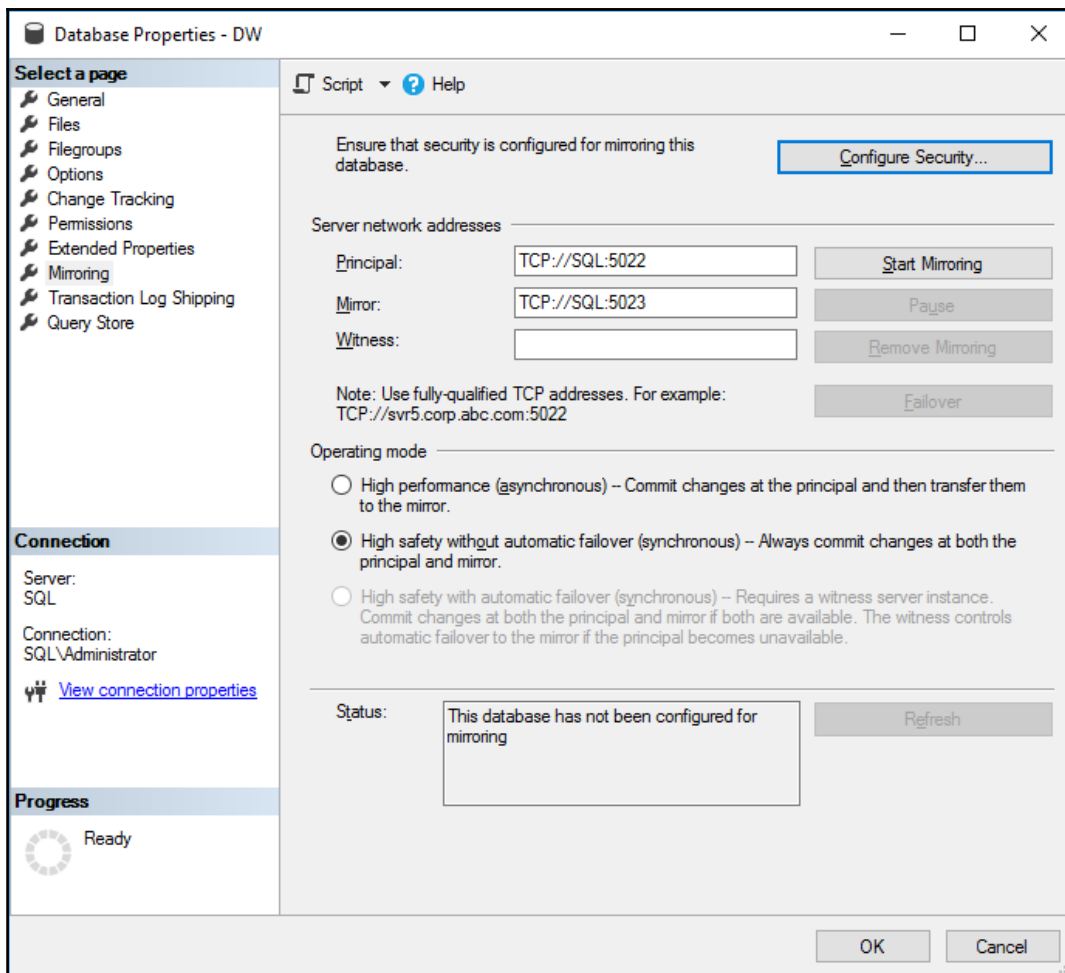 Database Properties - DW
Select a page
General
Files
Filegroups
Options
Change Tracking
Permissions
Extended Properties
Mirroring
Transaction Log Shipping
Query Store
Connection
Server:
SQL
Connection:
SQL\Administrator
View connection properties
Progress
Ready
Script
Help
Ensure that security is configured for mirroring this
database.
Configure Security...
Server network addresses
Principal:
TCP://SQL:5022
Start Mirroring
Mirror:
TCP://SQL:5023
Pause
Witness:
Remove Mirroring
Note: Use fully-qualified TCP addresses. For example:
TCP://svr5.corp.abc.com:5022
Failover
Operating mode
High performance (asynchronous) – Commit changes at the principal and then transfer them
to the mirror.
High safety without automatic failover (synchronous) – Always commit changes at both the
principal and mirror.
High safety with automatic failover (synchronous) – Requires a witness server instance.
Commit changes at both the principal and mirror if both are available. The witness controls
automatic failover to the mirror if the principal becomes unavailable.
Status:
This database has not been configured for
mirroring
Refresh
OK
Cancel